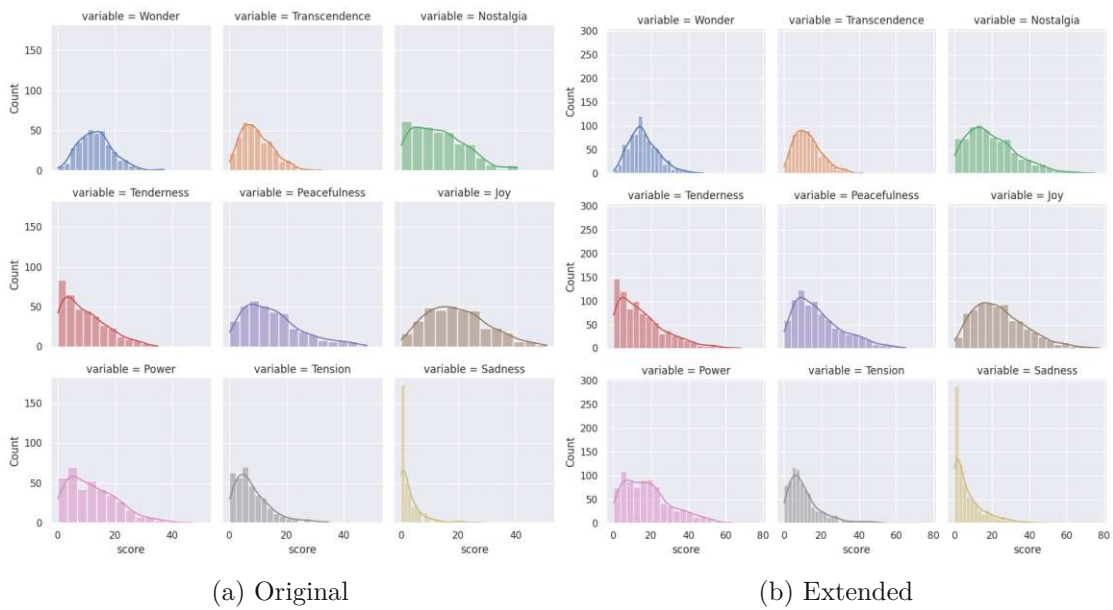 variable = Wonder variable = Transcendence variable = Nostalgia
150
100
50
0
Count
variable = Tenderness variable = Peacefulness variable = Joy
150
100
50
0
Count
variable = Power variable = Tension variable = Sadness
150
100
50
0
Count
0 20 40 0 20 40 0 20 40
score score score
(a) Original
variable = Wonder variable = Transcendence variable = Nostalgia
300
250
200
150
100
50
0
Count
variable = Tenderness variable = Peacefulness variable = Joy
300
250
200
150
100
50
0
Count
variable = Power variable = Tension variable = Sadness
300
250
200
150
100
50
0
Count
0 20 40 60 80 0 20 40 60 80 0 20 40 60 80
score score score
(b) Extended